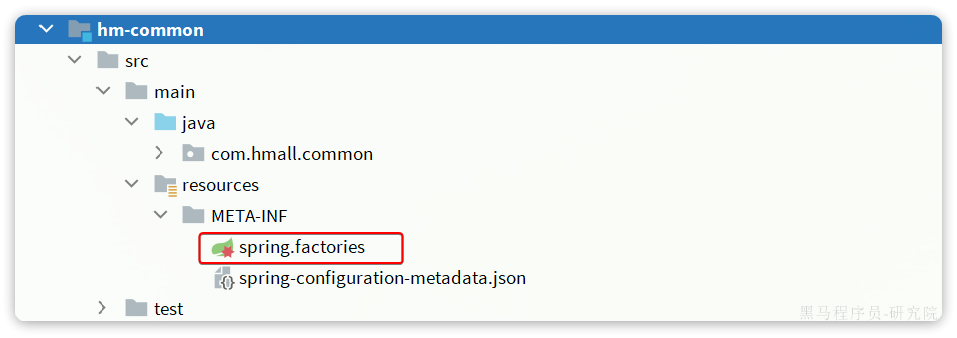 hm-common
src
main
java
com.hmall.common
resources
META-INF
spring.factories
spring-configuration-metadata.json
test
黑马程序员-研究院